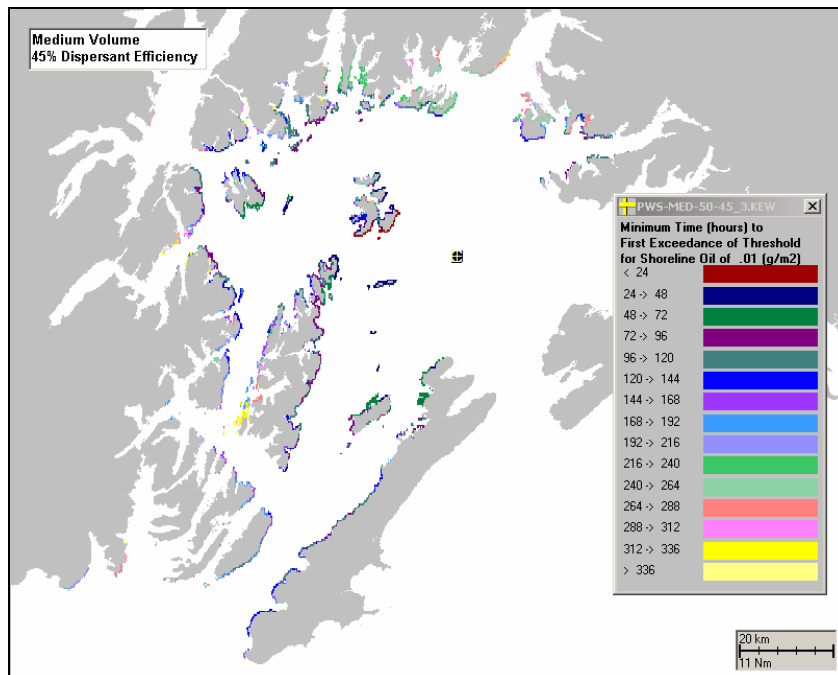 Medium Volume
45% Dispersant Efficiency
PWS-MED-50-45_3.KEW
Minimum Time (hours) to
First Exceedance of Threshold
for Shoreline Oil of .01 (g/m2)
< 24
24 -> 48
48 -> 72
72 -> 96
96 -> 120
120 -> 144
144 -> 168
168 -> 192
192 -> 216
216 -> 240
240 -> 264
264 -> 288
288 -> 312
312 -> 336
> 336
20 km
11 Nm